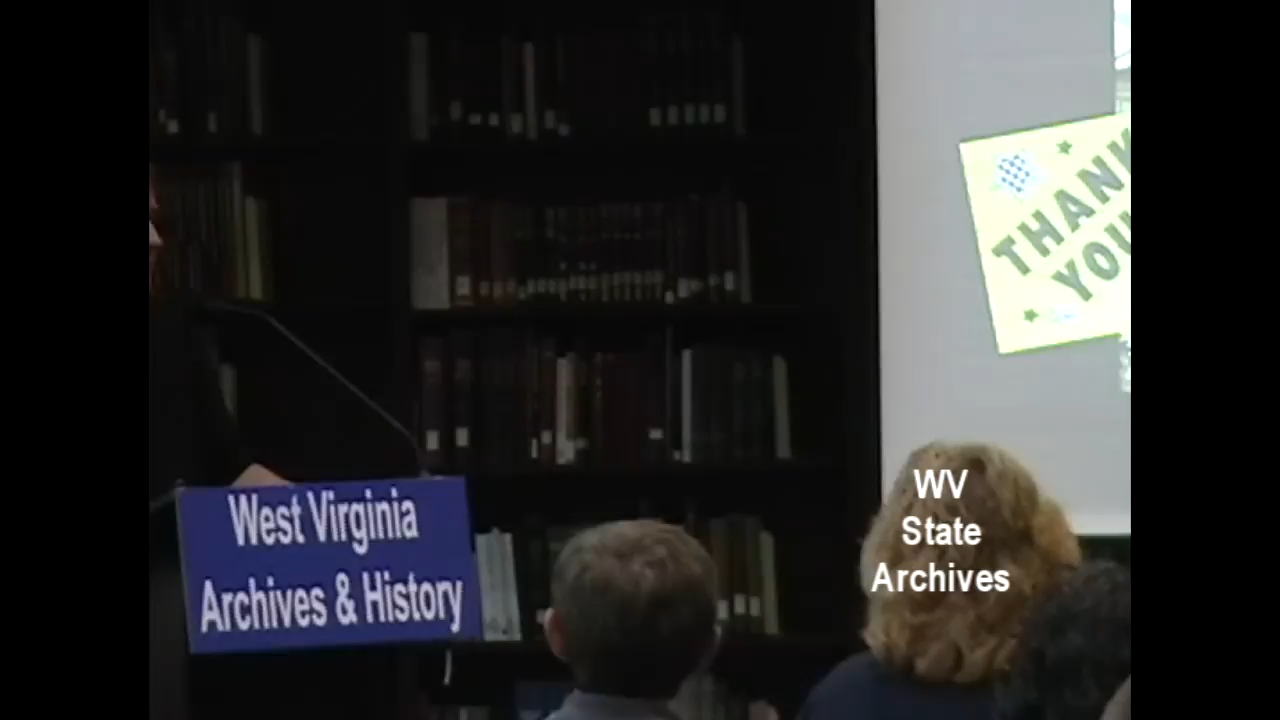 THANK
YOU
West Virginia
Archives & History
WV
State
Archives